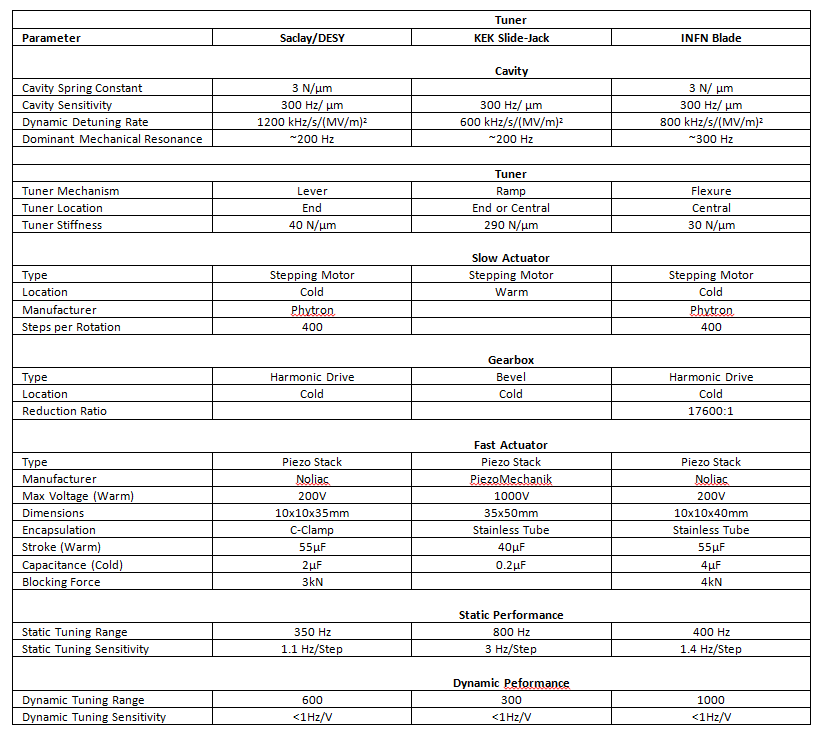 Tuner
Parameter Saclay/DESY KEK Slide-Jack INFN Blade
Cavity
Cavity Spring Constant 3 N/μm 3 N/ μm
Cavity Sensitivity 300 Hz/ μm 300 Hz/ μm 300 Hz/ μm
Dynamic Detuning Rate 1200 kHz/s/(MV/m)² 600 kHz/s/(MV/m)² 800 kHz/s/(MV/m)²
Dominant Mechanical Resonance ~200 Hz ~200 Hz ~300 Hz
Tuner
Tuner Mechanism Lever Ramp Flexure
Tuner Location End End or Central Central
Tuner Stiffness 40 N/μm 290 N/μm 30 N/μm
Slow Actuator
Type Stepping Motor Stepping Motor Stepping Motor
Location Cold Warm Cold
Manufacturer Phytron Phytron
Steps per Rotation 400 400
Gearbox
Type Harmonic Drive Bevel Harmonic Drive
Location Cold Cold Cold
Reduction Ratio 17600:1
Fast Actuator
Type Piezo Stack Piezo Stack Piezo Stack
Manufacturer Noliac PiezoMechanik Noliac
Max Voltage (Warm) 200V 1000V 200V
Dimensions 10x10x35mm 35x50mm 10x10x40mm
Encapsulation C-Clamp Stainless Tube Stainless Tube
Stroke (Warm) 55μF 40μF 55μF
Capacitance (Cold) 2μF 0.2μF 4μF
Blocking Force 3kN 4kN
Static Performance
Static Tuning Range 350 Hz 800 Hz 400 Hz
Static Tuning Sensitivity 1.1 Hz/Step 3 Hz/Step 1.4 Hz/Step
Dynamic Peformance
Dynamic Tuning Range 600 300 1000
Dynamic Tuning Sensitivity <1Hz/V <1Hz/V <1Hz/V